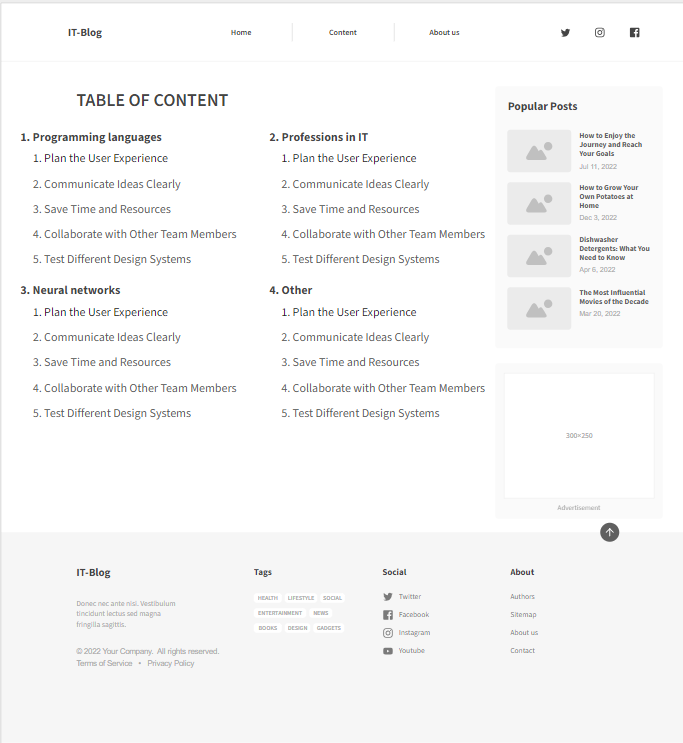 IT-Blog
Home
Content
About us
TABLE OF CONTENT
1. Programming languages
1. Plan the User Experience
2. Communicate Ideas Clearly
3. Save Time and Resources
4. Collaborate with Other Team Members
5. Test Different Design Systems
2. Professions in IT
1. Plan the User Experience
2. Communicate Ideas Clearly
3. Save Time and Resources
4. Collaborate with Other Team Members
5. Test Different Design Systems
3. Neural networks
1. Plan the User Experience
2. Communicate Ideas Clearly
3. Save Time and Resources
4. Collaborate with Other Team Members
5. Test Different Design Systems
4. Other
1. Plan the User Experience
2. Communicate Ideas Clearly
3. Save Time and Resources
4. Collaborate with Other Team Members
5. Test Different Design Systems
Popular Posts
How to Enjoy the
Journey and Reach
Your Goals
Jul 11, 2022
How to Grow Your
Own Potatoes at
Home
Dec 3, 2022
Dishwasher
Detergents: What You
Need to Know
Apr 6, 2022
The Most Influential
Movies of the Decade
Mar 20, 2022
300×250
Advertisement
IT-Blog
Donec nec ante nisi. Vestibulum
tincidunt lectus sed magna
fringilla sagittis.
© 2022 Your Company. All rights reserved.
Terms of Service • Privacy Policy
Tags
HEALTH LIFESTYLE SOCIAL
ENTERTAINMENT NEWS
BOOKS DESIGN GADGETS
Social
Twitter
Facebook
Instagram
Youtube
About
Authors
Sitemap
About us
Contact